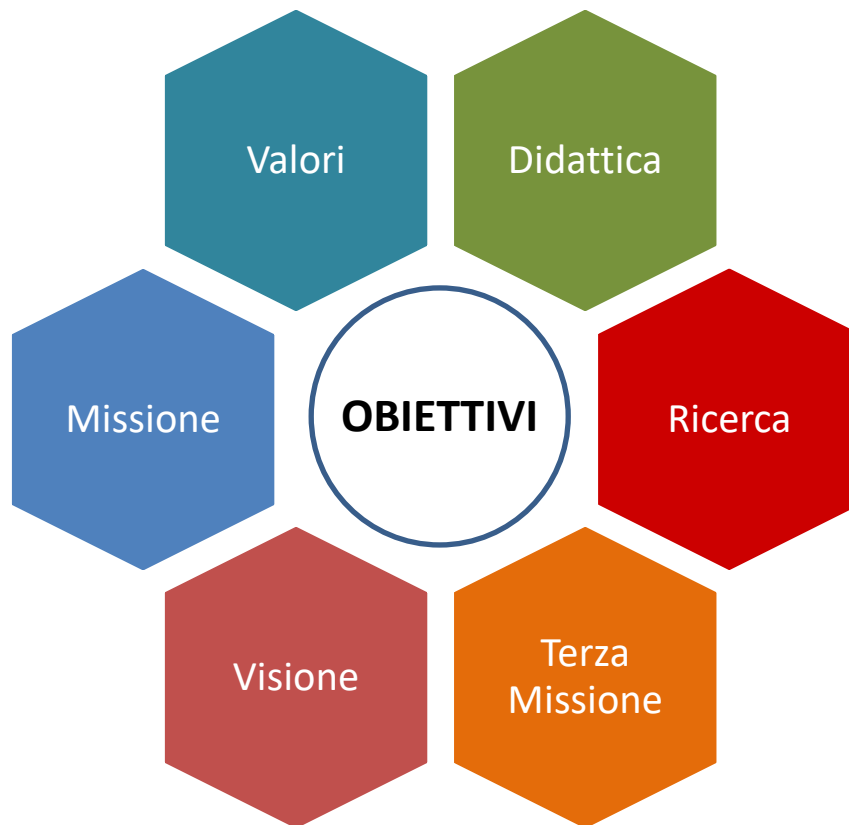 Valori
Didattica
Missione
OBIETTIVI
Ricerca
Visione
Terza
Missione